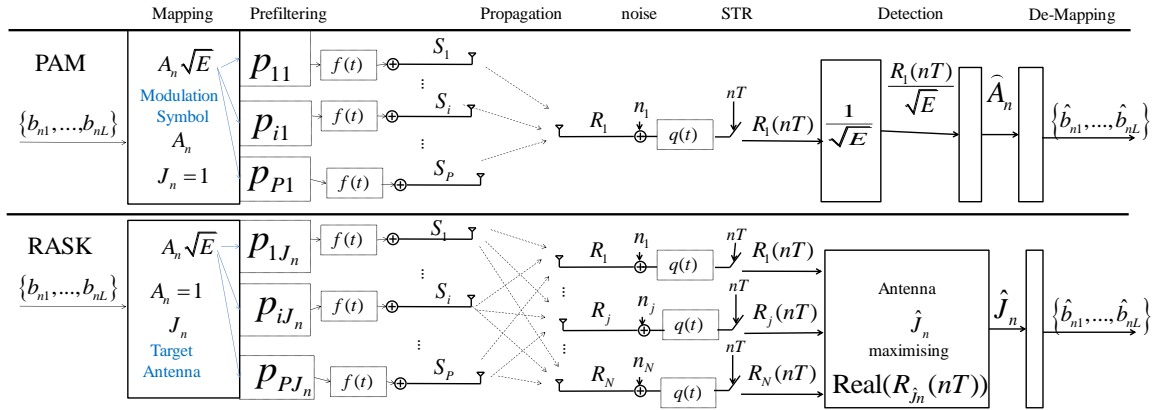 Mapping Prefiltering Propagation noise STR Detection De-Mapping
PAM
{b_{n1},...,b_{nL}}
A_n√E
Modulation
Symbol
A_n
J_n = 1
p_{11} f(t) S_1
...
p_{i1} f(t) S_i
...
p_{P1} f(t) S_P
R_1 n_1 q(t) nT R_1(nT)
1/√E
R_1(nT)/√E
Â_n
{b̂_{n1},...,b̂_{nL}}
RASK
{b_{n1},...,b_{nL}}
A_n√E
A_n = 1
J_n
Target
Antenna
p_{1J_n} f(t) S_1
...
p_{iJ_n} f(t) S_i
...
p_{PJ_n} f(t) S_P
R_1 n_1 q(t) nT R_1(nT)
...
R_j n_j q(t) nT R_j(nT)
...
R_N n_N q(t) nT R_N(nT)
Antenna
Ĵ_n
maximising
Real(R_{Ĵ_n}(nT))
Ĵ_n
{b̂_{n1},...,b̂_{nL}}